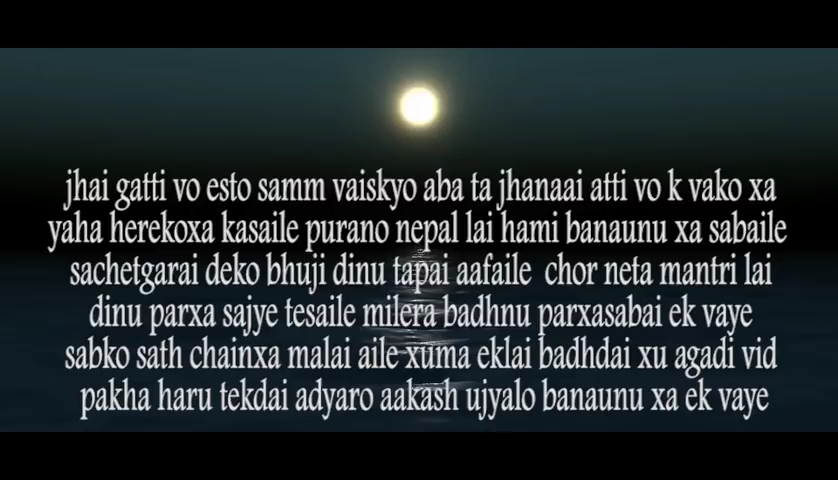 jhai gatti vo esto samm vaiskyo aba ta jhanaai atti vo k vako xa
yaha herekoxa kasaile purano nepal lai hami banaunu xa sabaile
sachetgarai deko bhuji dinu tapai aafaile chor neta mantri lai
dinu parxa sajye tesaile milera badhnu parxasabai ek vaye
sabko sath chainxa malai aile xuma eklai badhdai xu agadi vid
pakha haru tekdai adyaro aakash ujyalo banaunu xa ek vaye